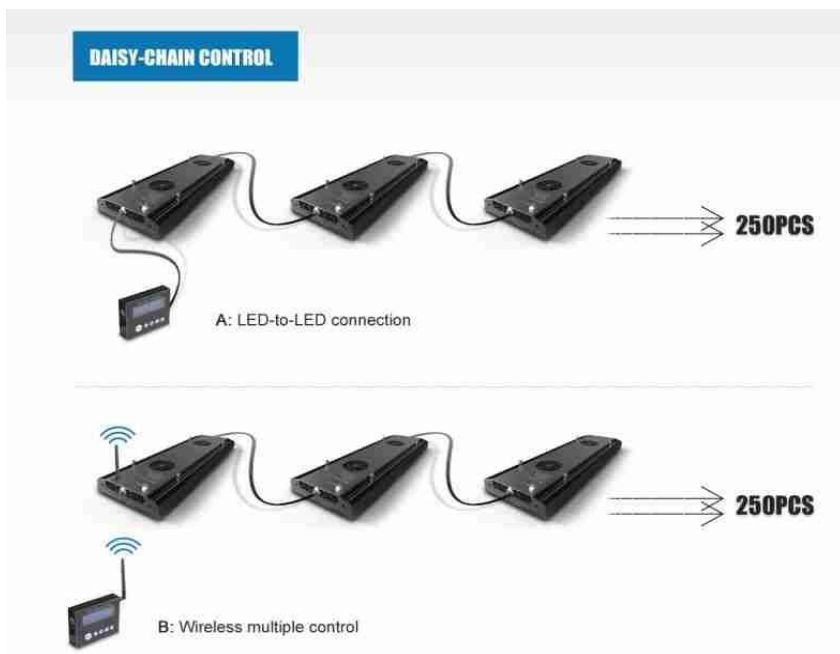 DAISY-CHAIN CONTROL
250PCS
A: LED-to-LED connection
250PCS
B: Wireless multiple control